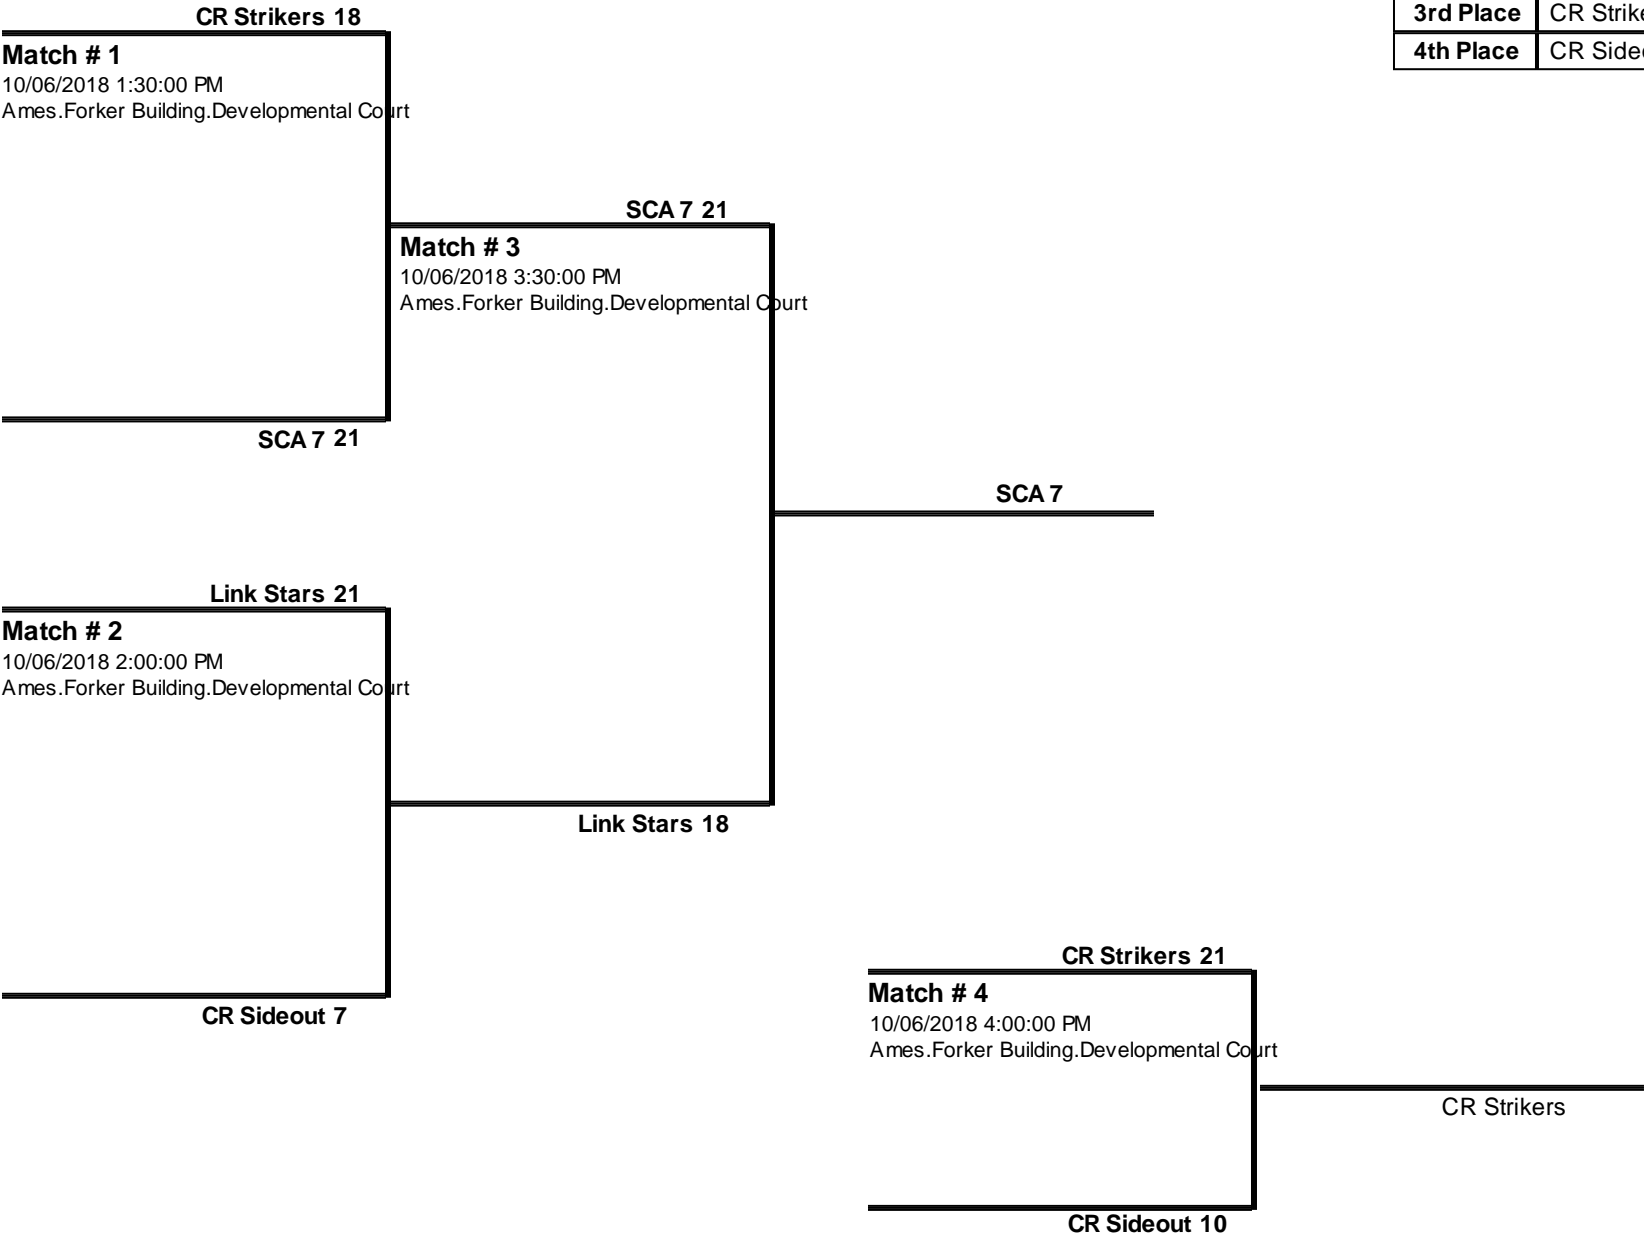 CR Strikers 18
3rd Place CR
4th Place CR
Match # 1
10/06/2018 1:30:00 PM
Ames.Forker Building.Developmental Court
SCA 7 21
Match # 3
10/06/2018 3:30:00 PM
Ames.Forker Building.Developmental Court
SCA 7 21
SCA 7
Link Stars 21
Match # 2
10/06/2018 2:00:00 PM
Ames.Forker Building.Developmental Court
Link Stars 18
CR Sideout 7
CR Strikers 21
Match # 4
10/06/2018 4:00:00 PM
Ames.Forker Building.Developmental Court
CR Strikers
CR Sideout 10